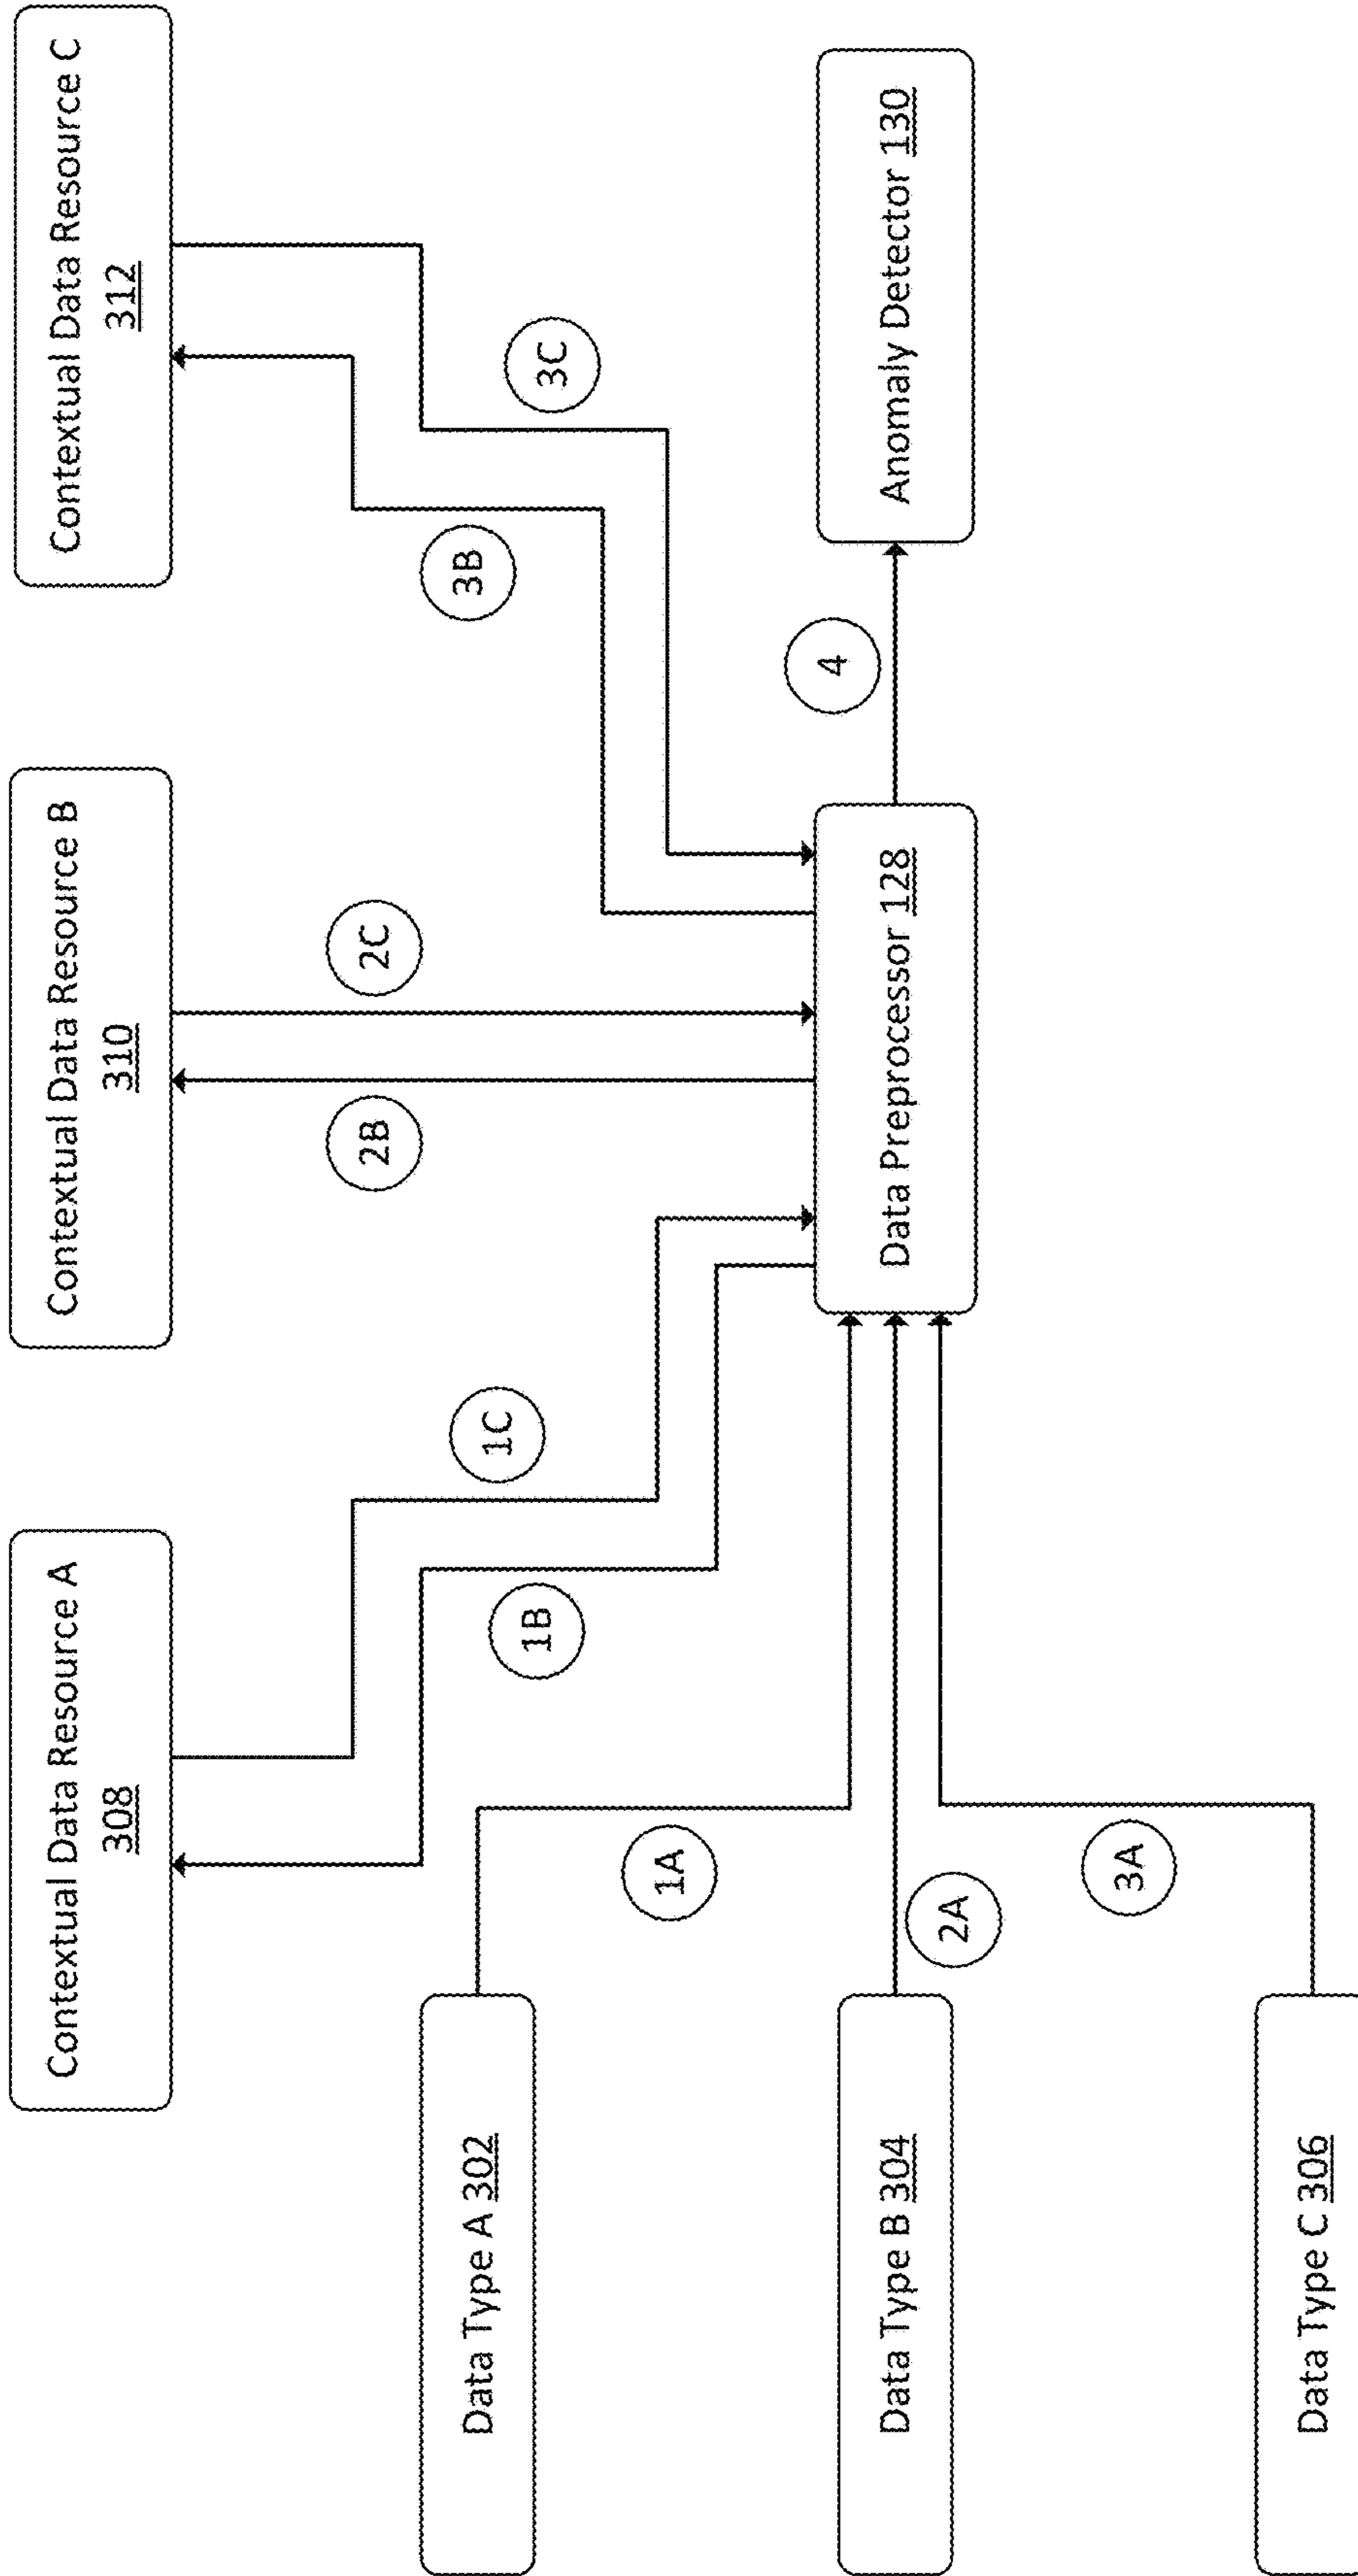 Contextual Data Resource A
308
Contextual Data Resource B
310
Contextual Data Resource C
312
1C
1B
2B
2C
3B
3C
Data Type A 302
1A
Data Type B 304
2A
Data Preprocessor 128
4
Anomaly Detector 130
3A
Data Type C 306